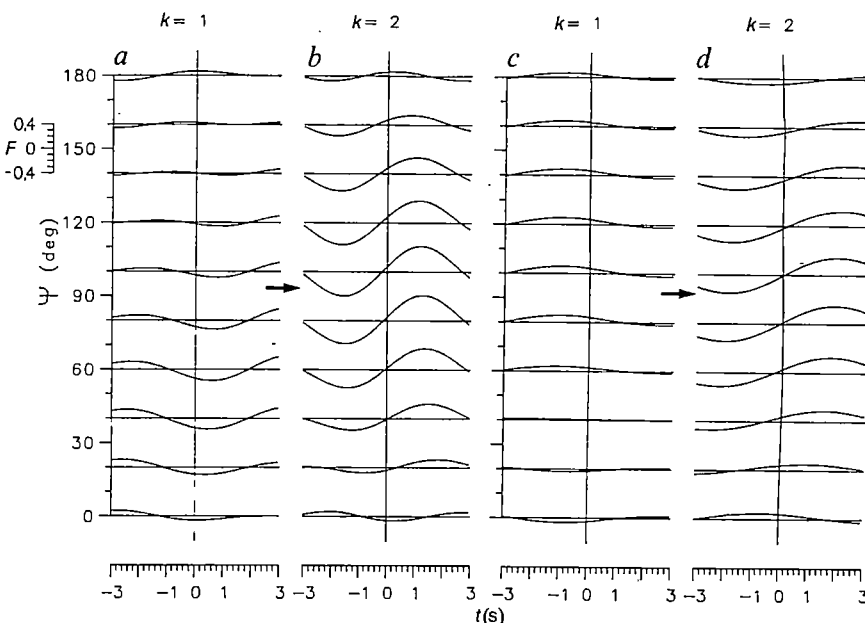 k = 1
k = 2
k = 1
k = 2
a
b
c
d
180
150
120
90
60
30
0
0.4
F 0
-0.4
Ψ (deg)
-3 -1 0 1 3
-3 -1 0 1 3
-3 -1 0 1 3
-3 -1 0 1 3
t(s)